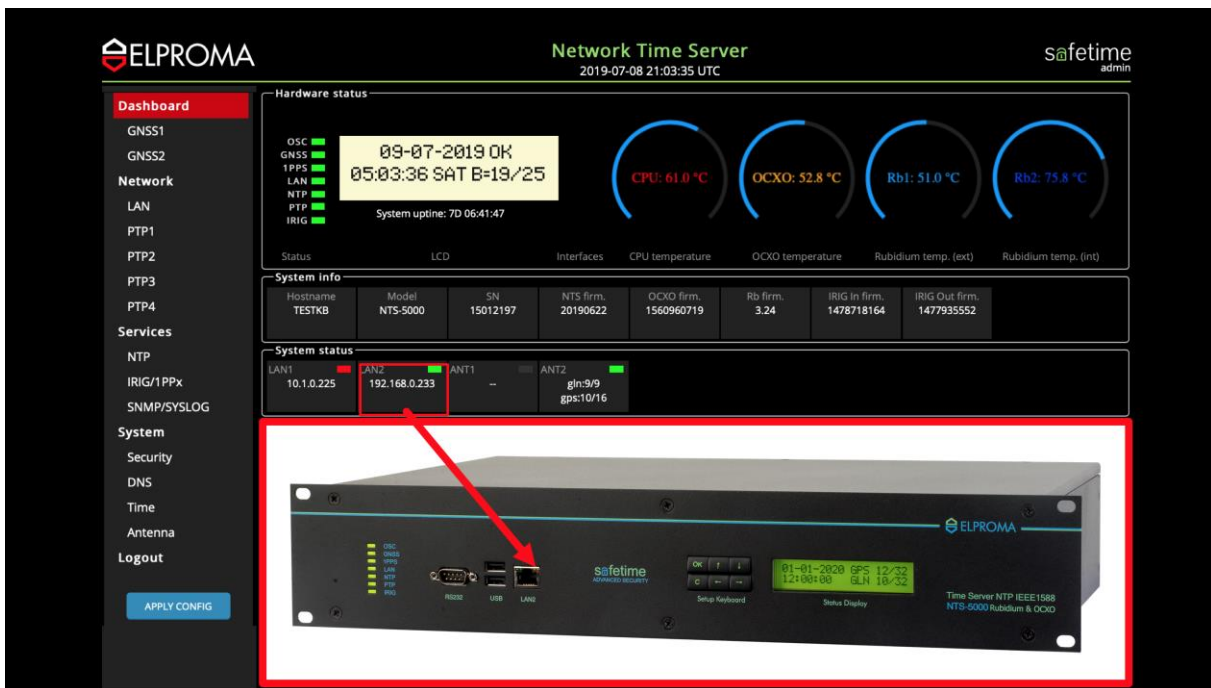 ELPROMA
Network Time Server
2019-07-08 21:03:35 UTC
safetime
admin
Dashboard
GNSS1
GNSS2
Network
LAN
PTP1
PTP2
PTP3
PTP4
Services
NTP
IRIG/1PPx
SNMP/SYSLOG
System
Security
DNS
Time
Antenna
Logout
APPLY CONFIG
Hardware status
OSC
GNSS
1PPS
LAN
NTP
PTP
IRIG
09-07-2019 OK
05:03:36 SAT B=19/25
System uptine: 7D 06:41:47
CPU: 61.0 °C
OCXO: 52.8 °C
Rb1: 51.0 °C
Rb2: 75.8 °C
Status LCD Interfaces CPU temperature OCXO temperature Rubidium temp. (ext) Rubidium temp. (int)
System info
Hostname Model SN NTS firm. OCXO firm. Rb firm. IRIG In firm. IRIG Out firm.
TESTKB NTS-5000 15012197 20190622 1560960719 3.24 1478718164 1477935552
System status
LAN1 LAN2 ANT1 ANT2
10.1.0.225 192.168.0.233 -- gln:9/9
gps:10/16
ELPROMA
OSC
GNSS
1PPS
LAN
NTP
PTP
IRIG
RS232 USB LAN2
safetime
ADVANCED SECURITY
OK ↑ ↓
C ← →
Setup Keyboard
01-01-2020 GPS 12/32
12:00:00 GLN 10/32
Status Display
Time Server NTP IEEE1588
NTS-5000 Rubidium & OCXO